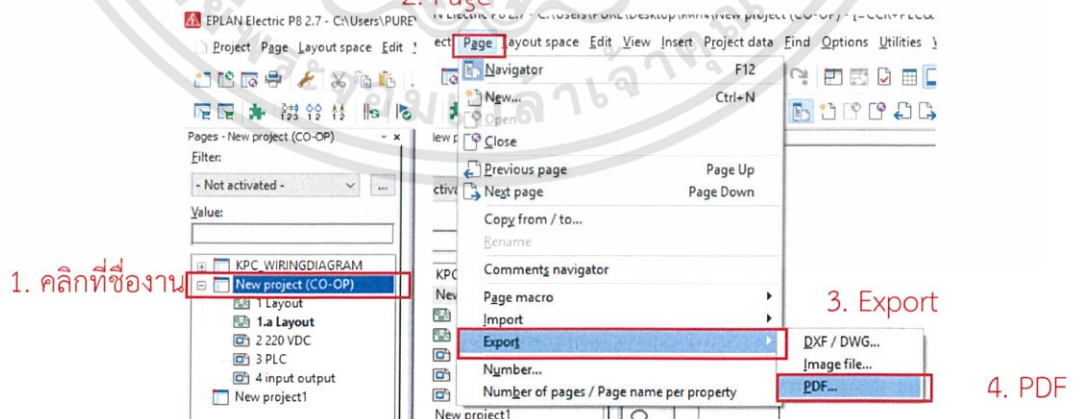 2. Page
EPLAN Electric P8 2.7 - C:\Users\PURE
Project Page Layout space Edit
Pages - New project (CO-OP)
Filter:
- Not activated -
...
Value:
KPC_WIRINGDIAGRAM
New project (CO-OP)
1 Layout
1.a Layout
2 220 VDC
3 PLC
4 input output
New project1
1. คลิกที่ชื่องาน
ect Page Layout space Edit View Insert Project data Find Options Utilities
Navigator F12
New... Ctrl+N
Open
Close
Previous page Page Up
Next page Page Down
Copy from / to...
Rename
Comments navigator
Page macro
Import
Export
Number...
Number of pages / Page name per property
New project1
KPC
New
3. Export
DXF / DWG...
Image file...
PDF...
4. PDF